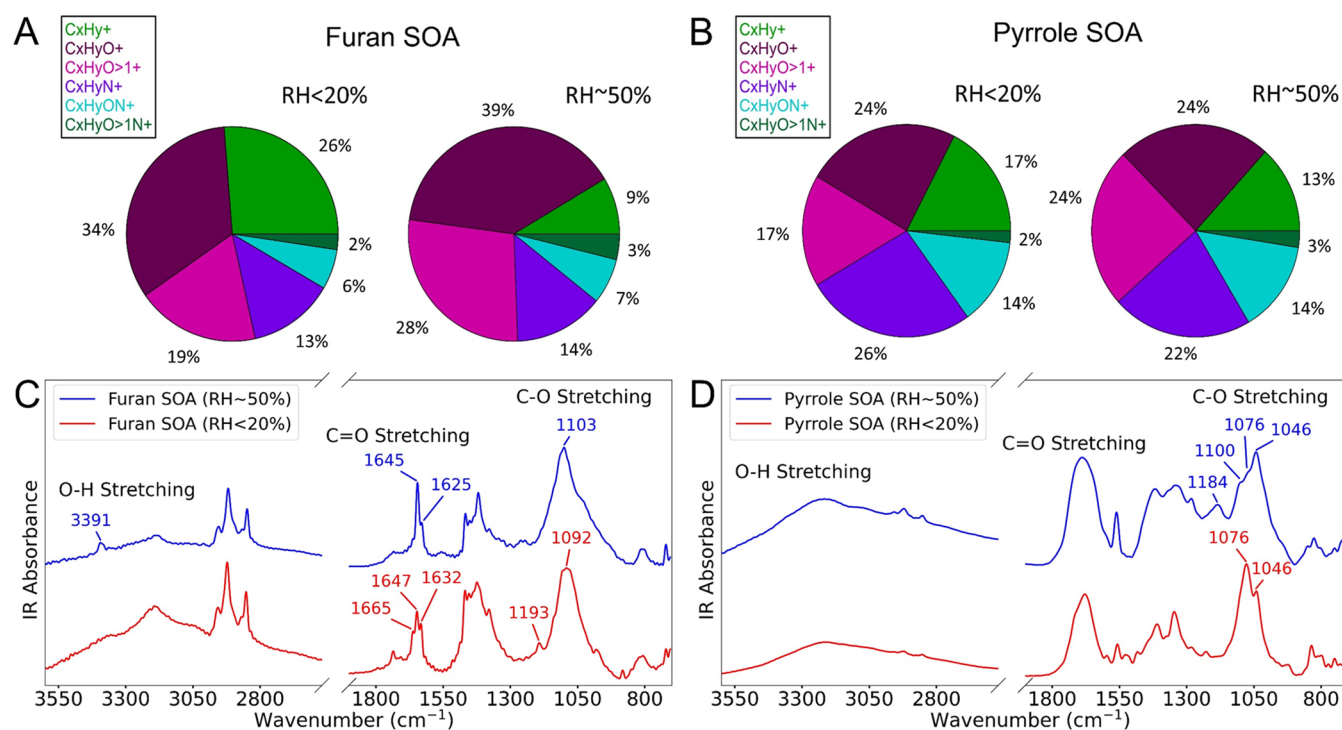 A
Furan SOA
CxHy+
CxHyO+
CxHyO>1+
CxHyN+
CxHyON+
CxHyO>1N+
RH<20%
RH~50%
26%
34%
19%
13%
6%
2%
39%
9%
28%
14%
7%
3%
B
Pyrrole SOA
CxHy+
CxHyO+
CxHyO>1+
CxHyN+
CxHyON+
CxHyO>1N+
RH<20%
RH~50%
24%
17%
17%
26%
14%
2%
24%
13%
24%
22%
14%
3%
C
Furan SOA (RH~50%)
Furan SOA (RH<20%)
C-O Stretching
C=O Stretching
O-H Stretching
1103
1645
1625
3391
1092
1647
1632
1665
1193
IR Absorbance
3550 3300 3050 2800 1800 1550 1300 1050 800
Wavenumber (cm⁻¹)
D
Pyrrole SOA (RH~50%)
Pyrrole SOA (RH<20%)
C-O Stretching
C=O Stretching
O-H Stretching
1076
1046
1100
1184
1076
1046
IR Absorbance
3550 3300 3050 2800 1800 1550 1300 1050 800
Wavenumber (cm⁻¹)